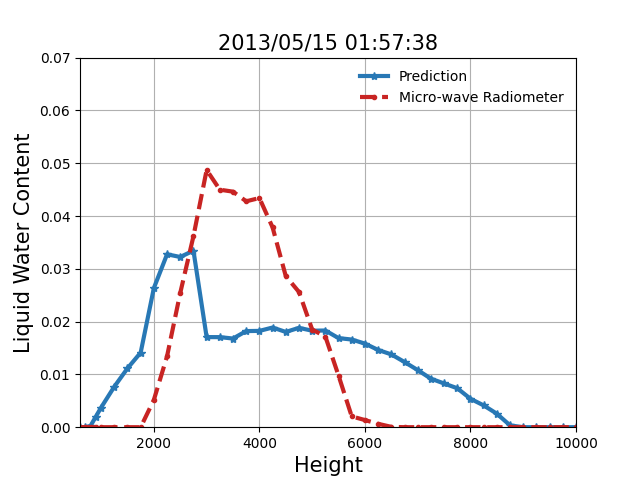 2013/05/15 01:57:38
0.07
0.06
0.05
0.04
0.03
0.02
0.01
0.00
Liquid Water Content
Prediction
Micro-wave Radiometer
2000 4000 6000 8000 10000
Height